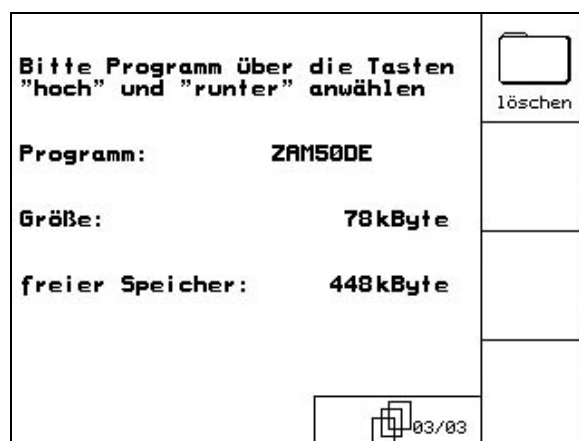 Bitte Programm über die Tasten
”hoch” und ”runter” anwählen
löschen
Programm: ZAM50DE
Größe: 78kByte
freier Speicher: 448kByte
03/03